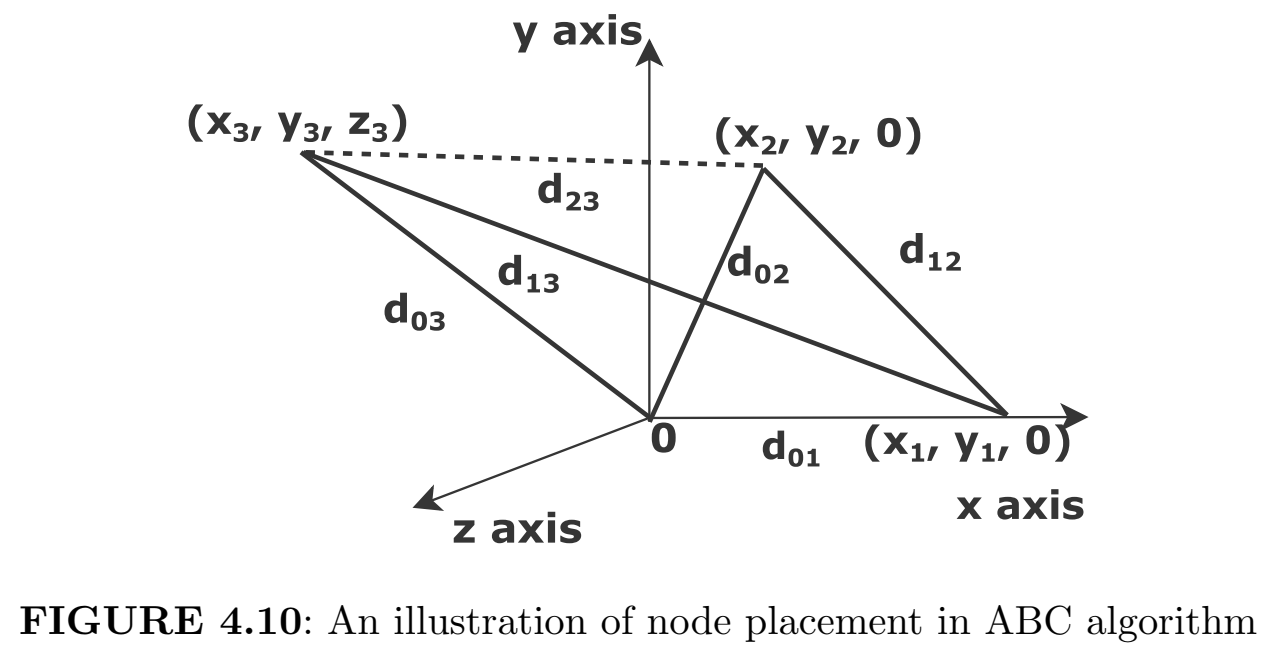 y axis
(x₃, y₃, z₃)
(x₂, y₂, 0)
d₂₃
d₁₂
d₀₂
d₁₃
d₀₃
0
d₀₁
(x₁, y₁, 0)
x axis
z axis
FIGURE 4.10: An illustration of node placement in ABC algorithm